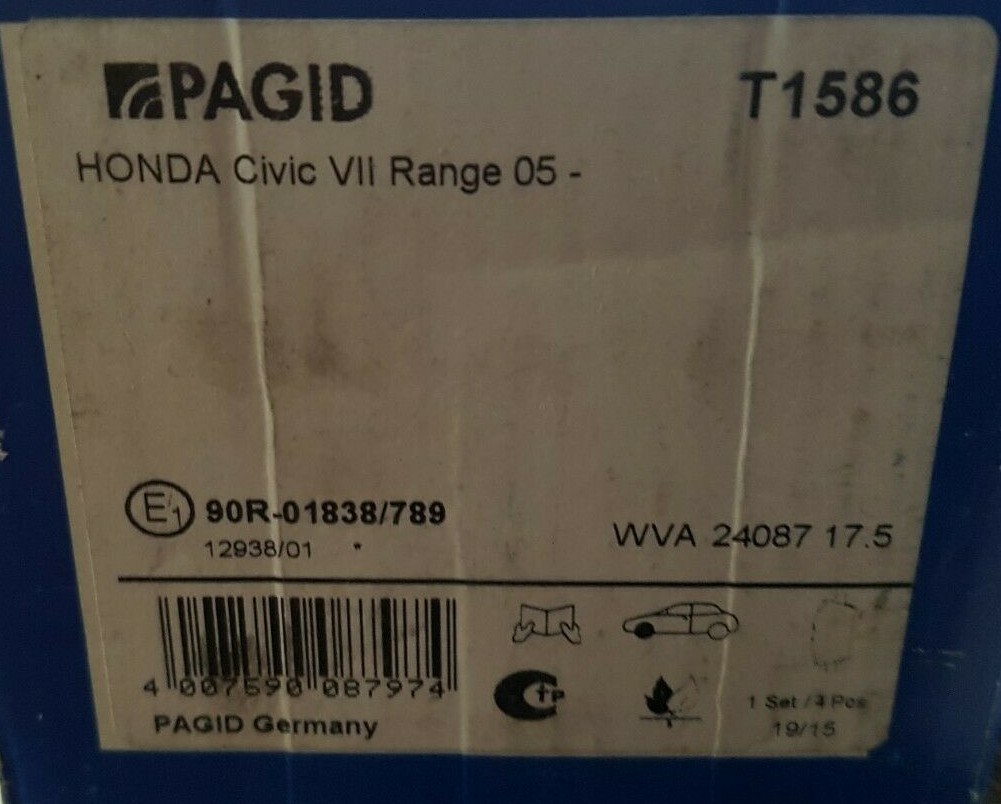 PAGID
T1586
HONDA Civic VII Range 05 -
E1 90R-01838/789
12938/01 *
WVA 24087 17.5
4 007590 087974
PAGID Germany
1 Set / 4 Pcs
19/15